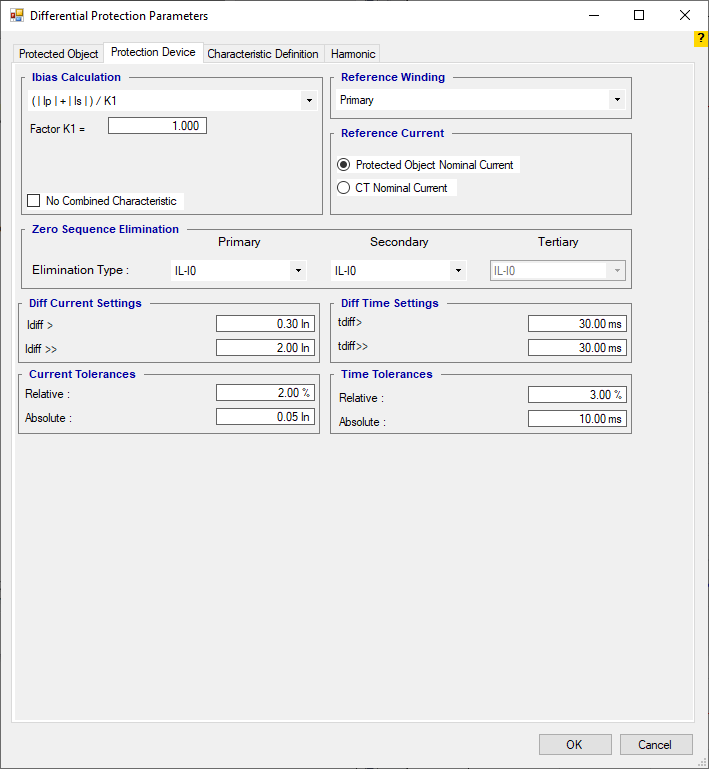 Differential Protection Parameters
?
Protected Object Protection Device Characteristic Definition Harmonic
Ibias Calculation
( | Ip | + | Is | ) / K1
Factor K1 = 1.000
No Combined Characteristic
Reference Winding
Primary
Reference Current
Protected Object Nominal Current
CT Nominal Current
Zero Sequence Elimination
Primary Secondary Tertiary
Elimination Type : IL-I0 IL-I0 IL-I0
Diff Current Settings
Idiff > 0.30 In
Idiff >> 2.00 In
Diff Time Settings
tdiff> 30.00 ms
tdiff>> 30.00 ms
Current Tolerances
Relative : 2.00 %
Absolute : 0.05 In
Time Tolerances
Relative : 3.00 %
Absolute : 10.00 ms
OK Cancel